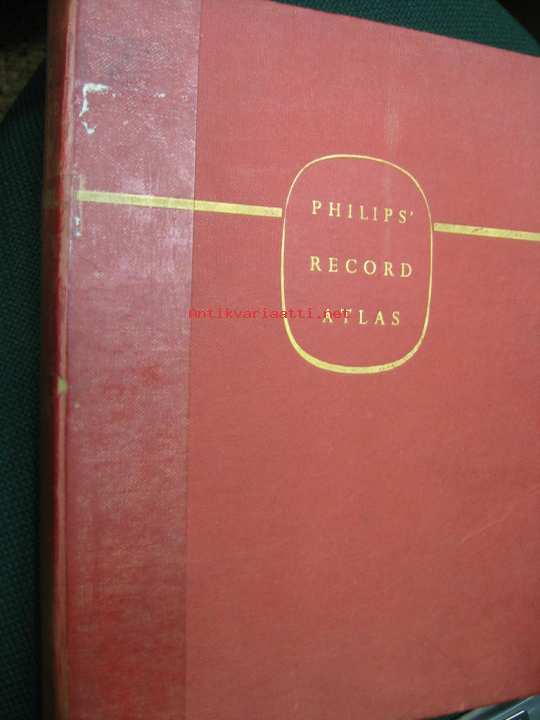 PHILIPS'
RECORD
Antikvariaatti.net
ATLAS